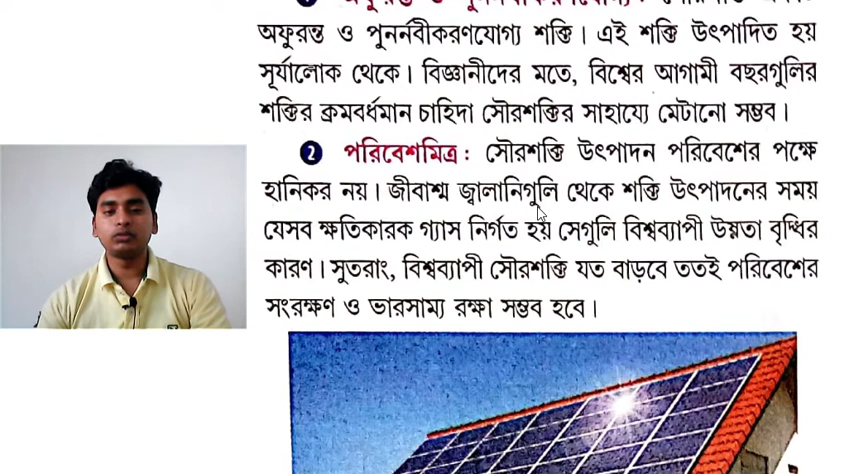 অফুরন্ত ও পুনর্নবীকরণযোগ্য শক্তি। এই শক্তি উৎপাদিত হয়
সূর্যালোক থেকে। বিজ্ঞানীদের মতে, বিশ্বের আগামী বছরগুলির
শক্তির ক্রমবর্ধমান চাহিদা সৌরশক্তির সাহায্যে মেটানো সম্ভব।
2 পরিবেশমিত্র: সৌরশক্তি উৎপাদন পরিবেশের পক্ষে
হানিকর নয়। জীবাশ্ম জ্বালানিগুলি থেকে শক্তি উৎপাদনের সময়
যেসব ক্ষতিকারক গ্যাস নির্গত হয় সেগুলি বিশ্বব্যাপী উষ্ণতা বৃদ্ধির
কারণ। সুতরাং, বিশ্বব্যাপী সৌরশক্তি যত বাড়বে ততই পরিবেশের
সংরক্ষণ ও ভারসাম্য রক্ষা সম্ভব হবে।